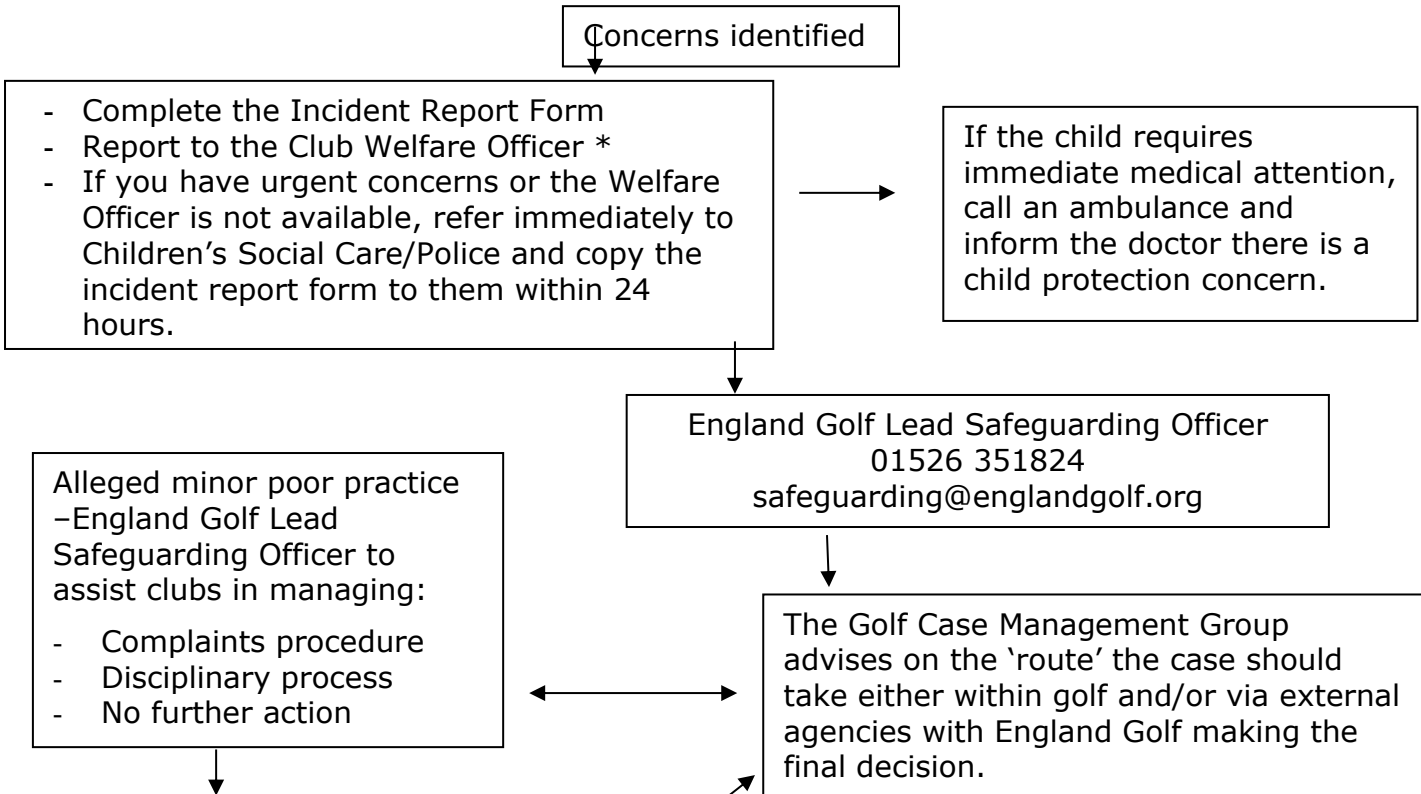 Concerns identified
- Complete the Incident Report Form
- Report to the Club Welfare Officer *
- If you have urgent concerns or the Welfare
Officer is not available, refer immediately to
Children’s Social Care/Police and copy the
incident report form to them within 24
hours.
If the child requires
immediate medical attention,
call an ambulance and
inform the doctor there is a
child protection concern.
England Golf Lead Safeguarding Officer
01526 351824
safeguarding@englandgolf.org
Alleged minor poor practice
–England Golf Lead
Safeguarding Officer to
assist clubs in managing:
- Complaints procedure
- Disciplinary process
- No further action
The Golf Case Management Group
advises on the ‘route’ the case should
take either within golf and/or via external
agencies with England Golf making the
final decision.